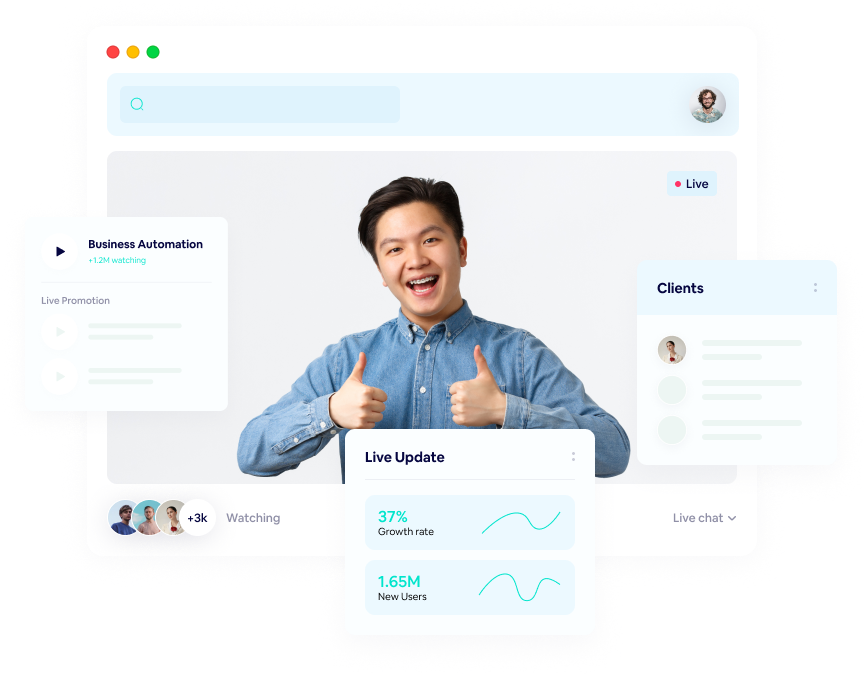 Live
Business Automation
+1.2M watching
Live Promotion
Clients
Live Update
37%
Growth rate
1.65M
New Users
+3k
Watching
Live chat